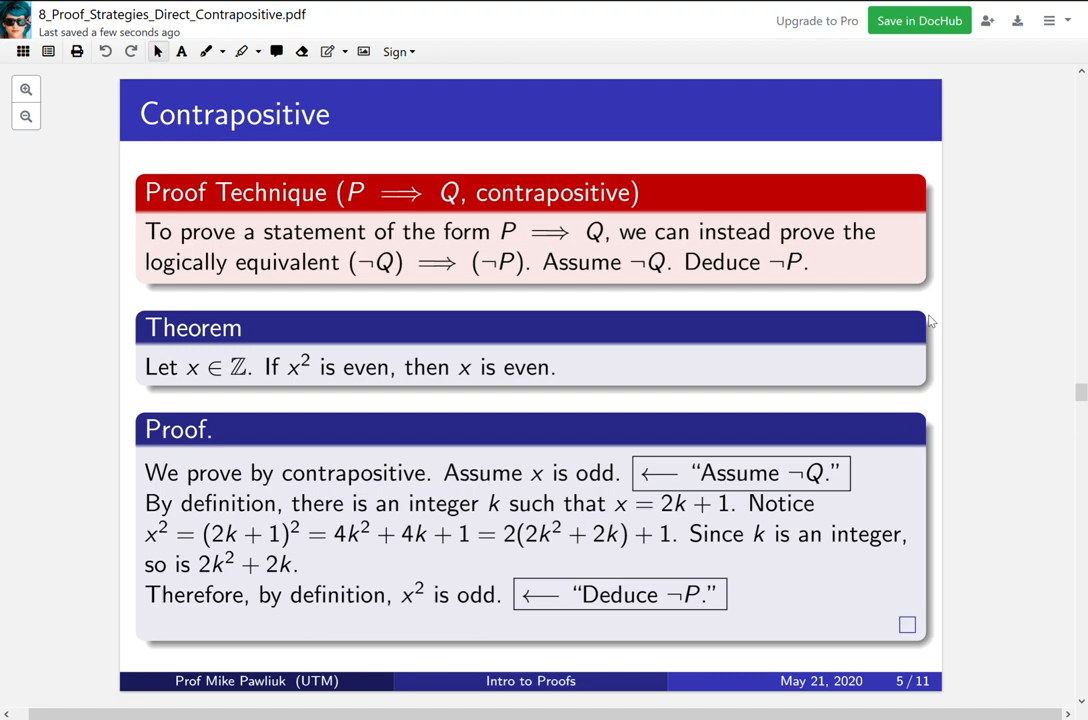 8_Proof_Strategies_Direct_Contrapositive.pdf
Last saved a few seconds ago
Upgrade to Pro
Save in DocHub
A
Sign
Contrapositive
Proof Technique (P ⟹ Q, contrapositive)
To prove a statement of the form P ⟹ Q, we can instead prove the
logically equivalent (¬Q) ⟹ (¬P). Assume ¬Q. Deduce ¬P.
Theorem
Let x ∈ ℤ. If x² is even, then x is even.
Proof.
We prove by contrapositive. Assume x is odd. ⟵ “Assume ¬Q.”
By definition, there is an integer k such that x = 2k + 1. Notice
x² = (2k + 1)² = 4k² + 4k + 1 = 2(2k² + 2k) + 1. Since k is an integer,
so is 2k² + 2k.
Therefore, by definition, x² is odd. ⟵ “Deduce ¬P.”
□
Prof Mike Pawliuk (UTM) Intro to Proofs May 21, 2020 5 / 11